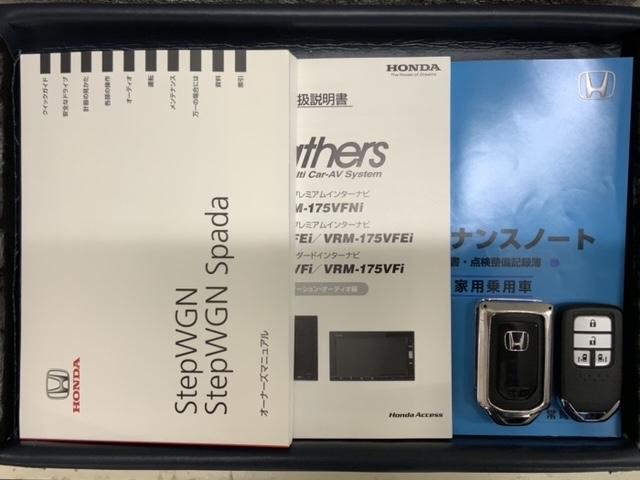 クイックガイド
安全なドライブ
計器の見かた
各部の操作
オーディオ
運転
メンテナンス
万一の場合には
資料
索引
StepWGN
StepWGN Spada
オーナーズマニュアル
HONDA
HONDA
The Power of Dreams
扱説明書
athers
lti Car-AV System
プレミアムインターナビ
M-175VFNi
プレミアムインターナビ
FEi/VRM-175VFEi
ダードインターナビ
VFi/VRM-175VFi
ーション・オーディオ編
Honda Access
ナンスノート
書・点検整備記録簿
家用乗用車